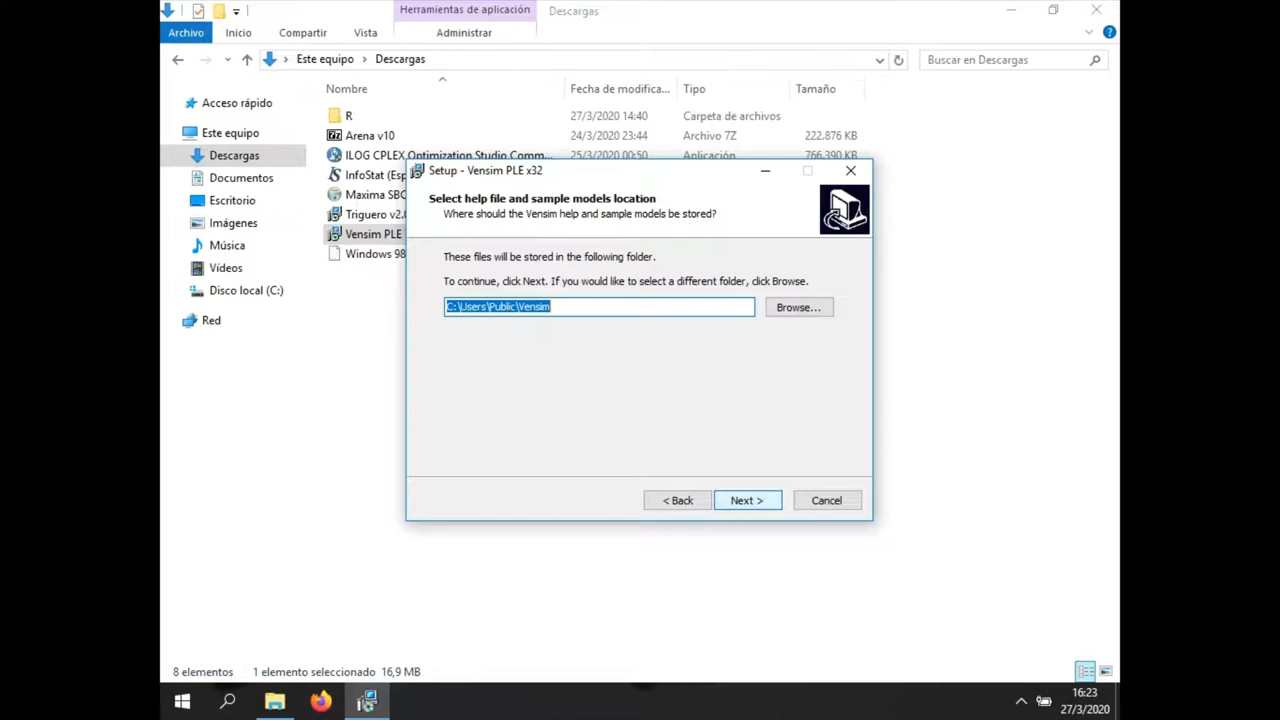 Herramientas de aplicación
Descargas
Archivo
Inicio
Compartir
Vista
Administrar
Este equipo > Descargas
Buscar en Descargas
Nombre
Fecha de modifica...
Tipo
Tamaño
Acceso rápido
Este equipo
Descargas
Documentos
Escritorio
Imágenes
Música
Vídeos
Disco local (C:)
Red
R 27/3/2020 14:40 Carpeta de archivos
Arena v10 24/3/2020 23:44 Archivo 7Z 222.876 KB
ILOG CPLEX Optimization Studio Comm... 25/3/2020 00:50 Aplicación 766.390 KB
InfoStat (Esp
Maxima SBC
Triguero v2.
Vensim PLE
Windows 98
Setup - Vensim PLE x32
Select help file and sample models location
Where should the Vensim help and sample models be stored?
These files will be stored in the following folder.
To continue, click Next. If you would like to select a different folder, click Browse.
C:\Users\Public\Vensim
Browse...
< Back
Next >
Cancel
8 elementos 1 elemento seleccionado 16,9 MB
16:23
27/3/2020